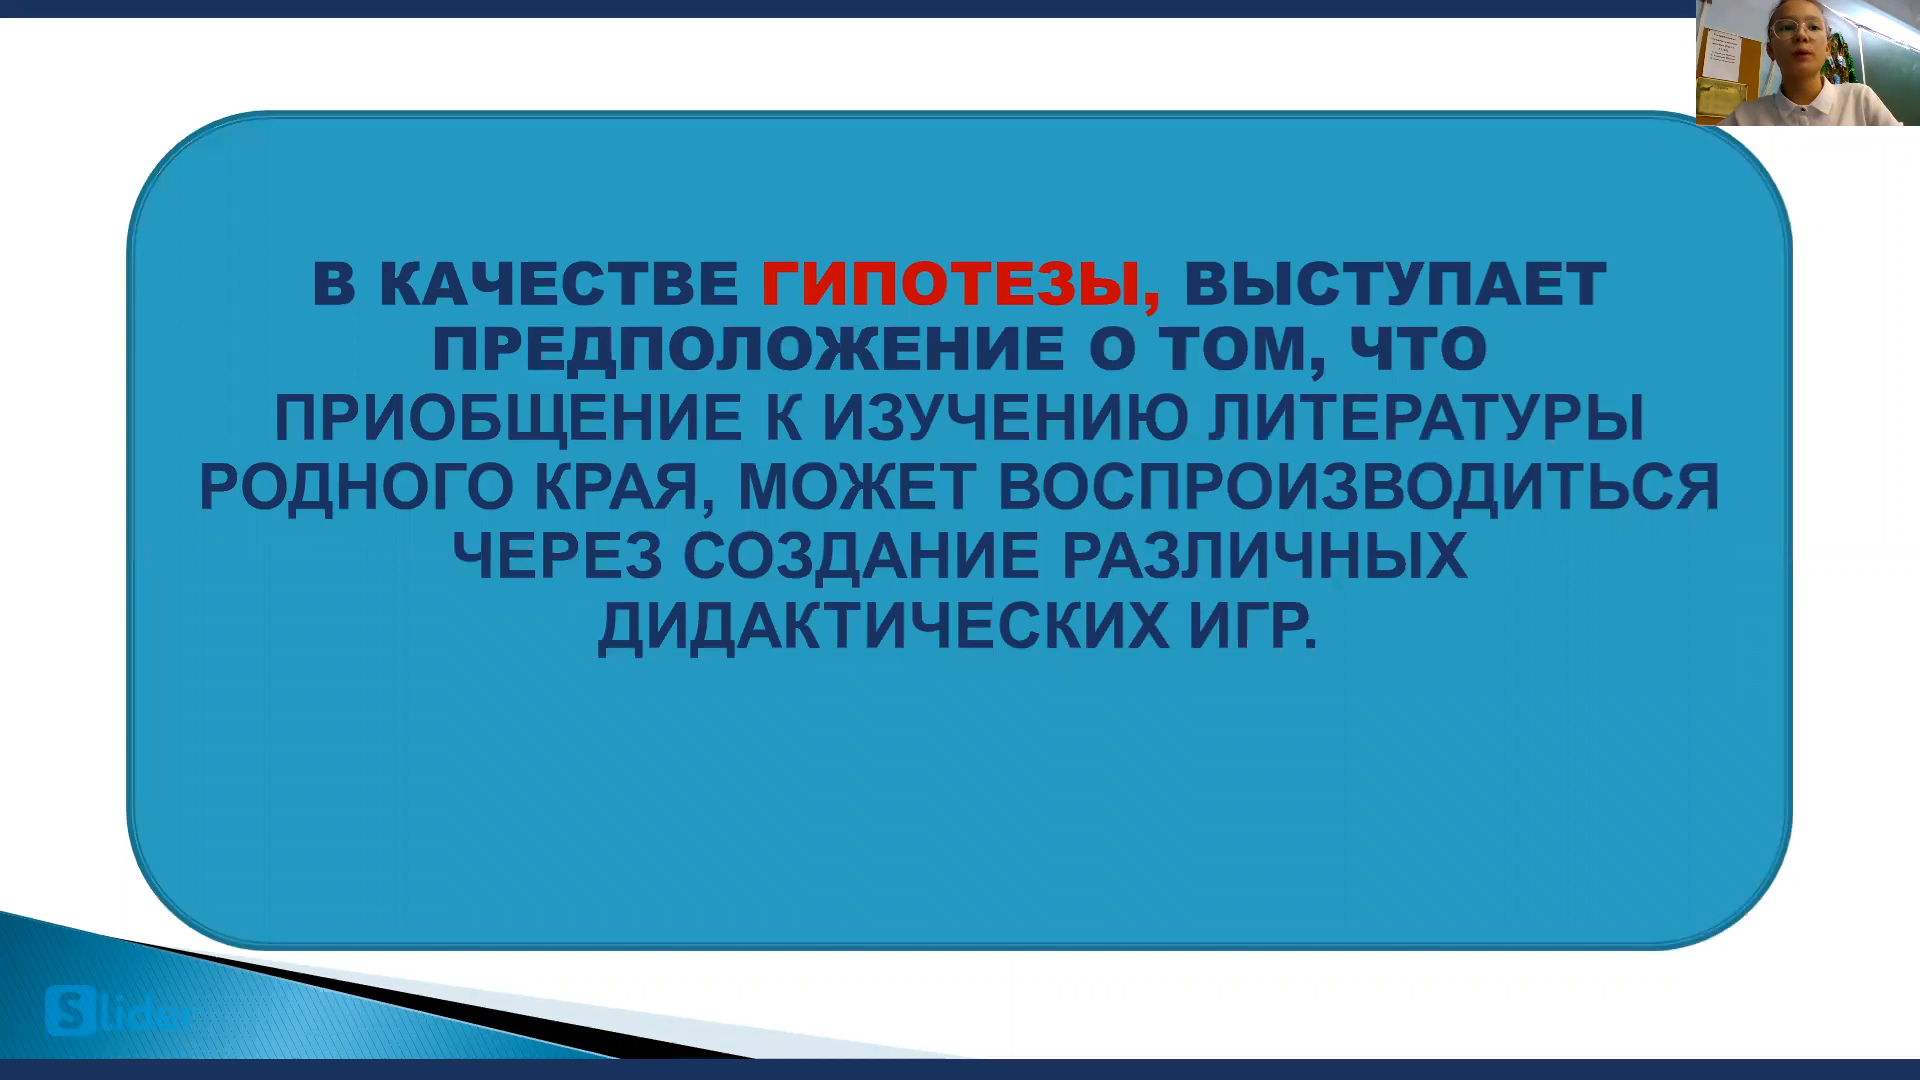 В КАЧЕСТВЕ ГИПОТЕЗЫ, ВЫСТУПАЕТ
ПРЕДПОЛОЖЕНИЕ О ТОМ, ЧТО
ПРИОБЩЕНИЕ К ИЗУЧЕНИЮ ЛИТЕРАТУРЫ
РОДНОГО КРАЯ, МОЖЕТ ВОСПРОИЗВОДИТЬСЯ
ЧЕРЕЗ СОЗДАНИЕ РАЗЛИЧНЫХ
ДИДАКТИЧЕСКИХ ИГР.
Slider